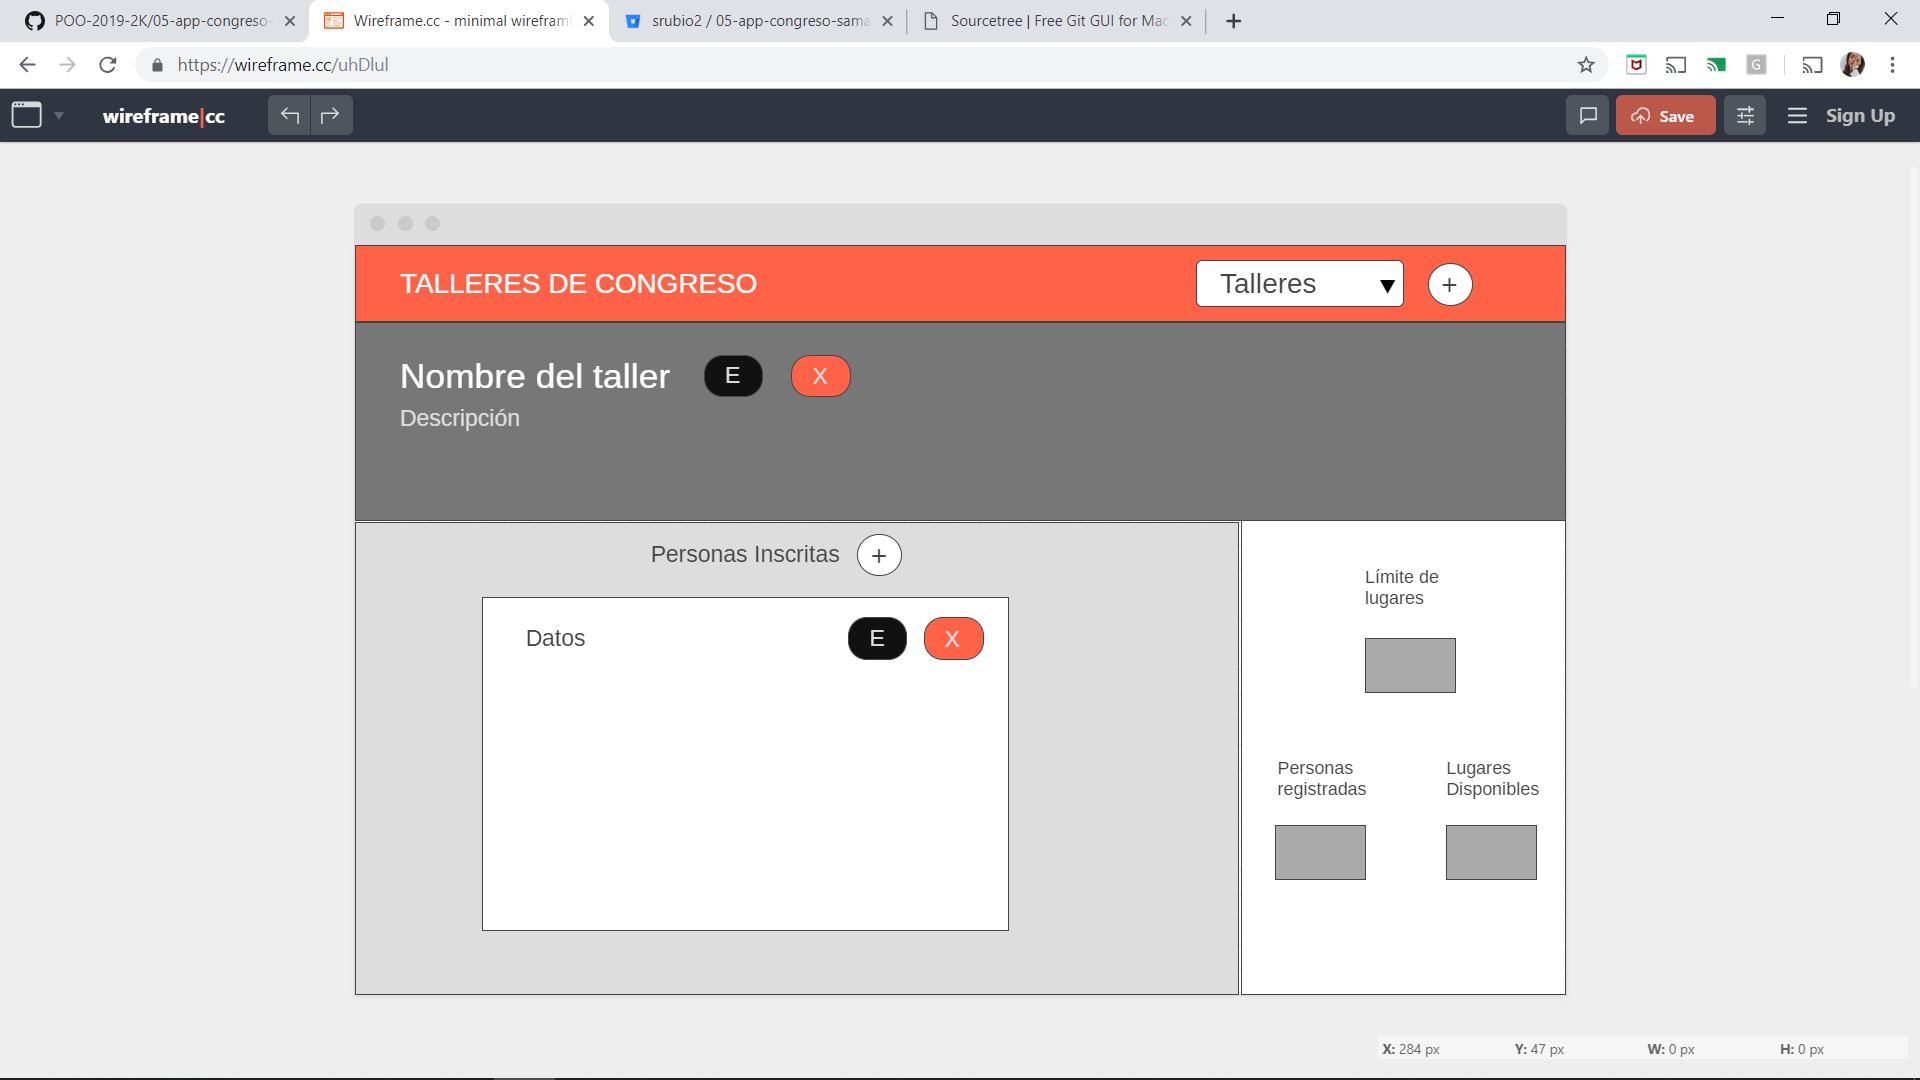 POO-2019-2K/05-app-congreso-
Wireframe.cc - minimal wireframi
srubio2 / 05-app-congreso-sama
Sourcetree | Free Git GUI for Mac
https://wireframe.cc/uhDlul
G
wireframe|cc
Save
Sign Up
TALLERES DE CONGRESO
Talleres
+
Nombre del taller
E
X
Descripción
Personas Inscritas
+
Datos
E
X
Límite de
lugares
Personas
registradas
Lugares
Disponibles
X: 284 px
Y: 47 px
W: 0 px
H: 0 px